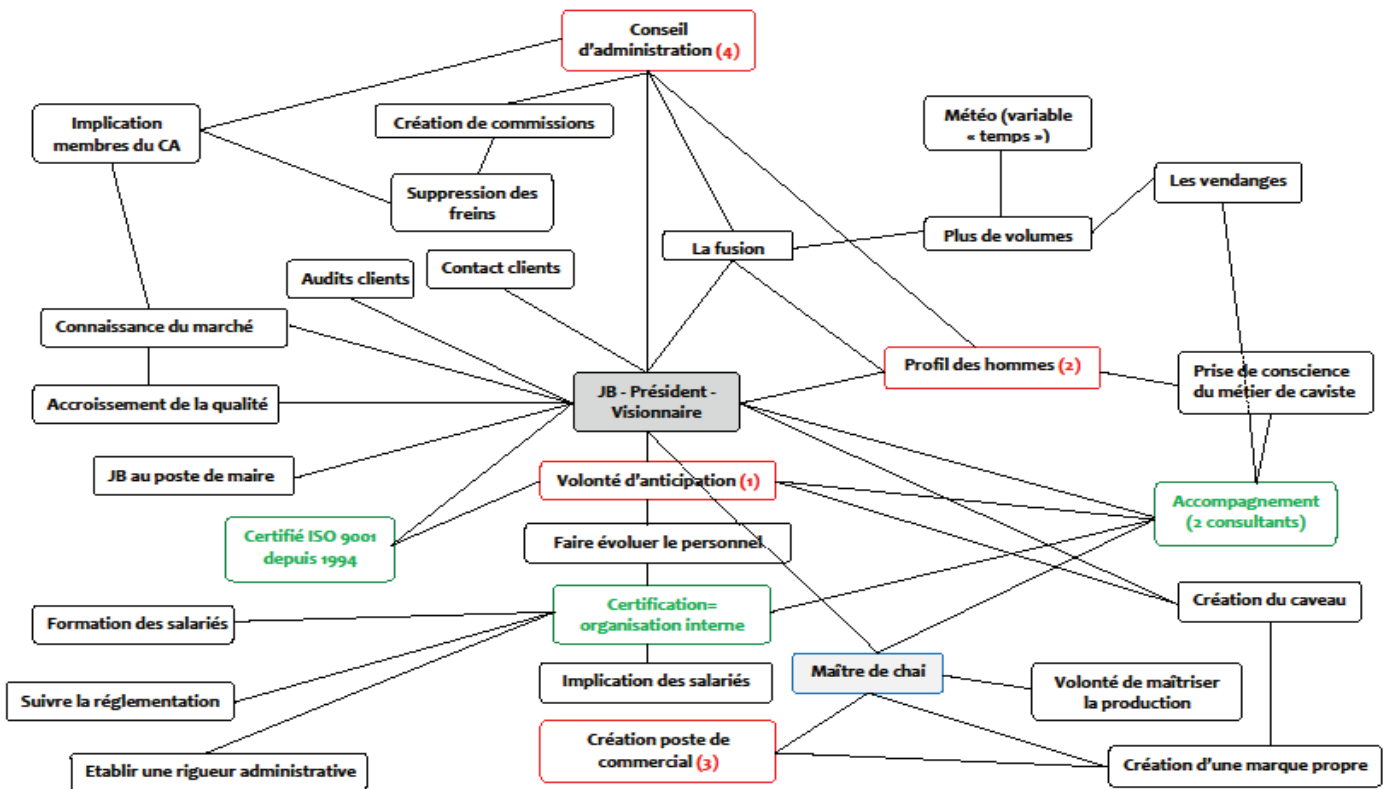 Conseil
d'administration (4)
Implication
membres du CA
Création de commissions
Météo (variable
« temps »)
Suppression des
freins
Les vendanges
La fusion
Plus de volumes
Audits clients
Contact clients
Connaissance du marché
Profil des hommes (2)
Prise de conscience
du métier de caviste
Accroissement de la qualité
JB - Président -
Visionnaire
JB au poste de maire
Volonté d'anticipation (1)
Accompagnement
(2 consultants)
Certifié ISO 9001
depuis 1994
Faire évoluer le personnel
Formation des salariés
Certification=
organisation interne
Création du caveau
Implication des salariés
Maître de chai
Volonté de maîtriser
la production
Suivre la réglementation
Création poste de
commercial (3)
Etablir une rigueur administrative
Création d'une marque propre